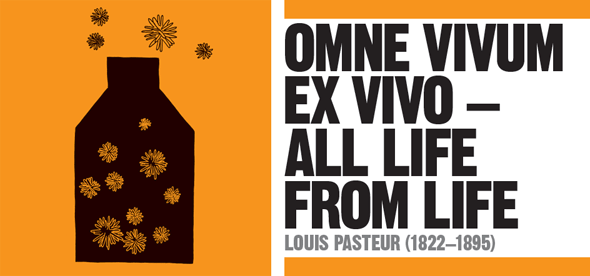 OMNE VIVUM
EX VIVO —
ALL LIFE
FROM LIFE
LOUIS PASTEUR (1822–1895)